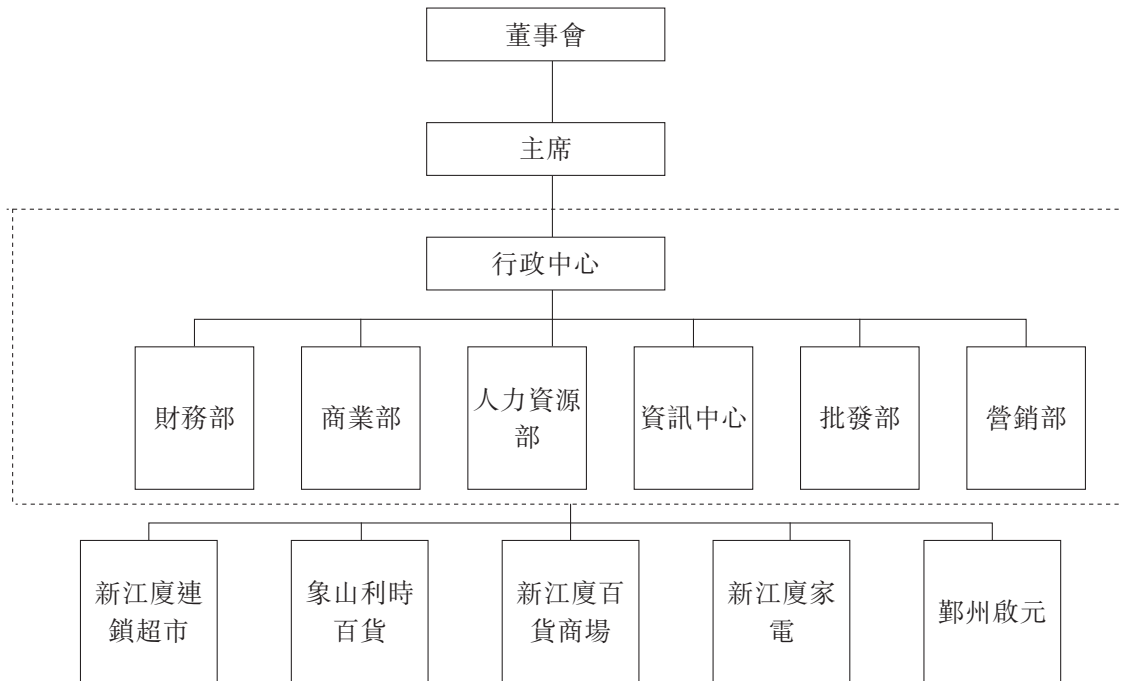 董事會
主席
行政中心
財務部
商業部
人力資源
部
資訊中心
批發部
營銷部
新江廈連
鎖超市
象山利時
百貨
新江廈百
貨商場
新江廈家
電
鄞州啟元